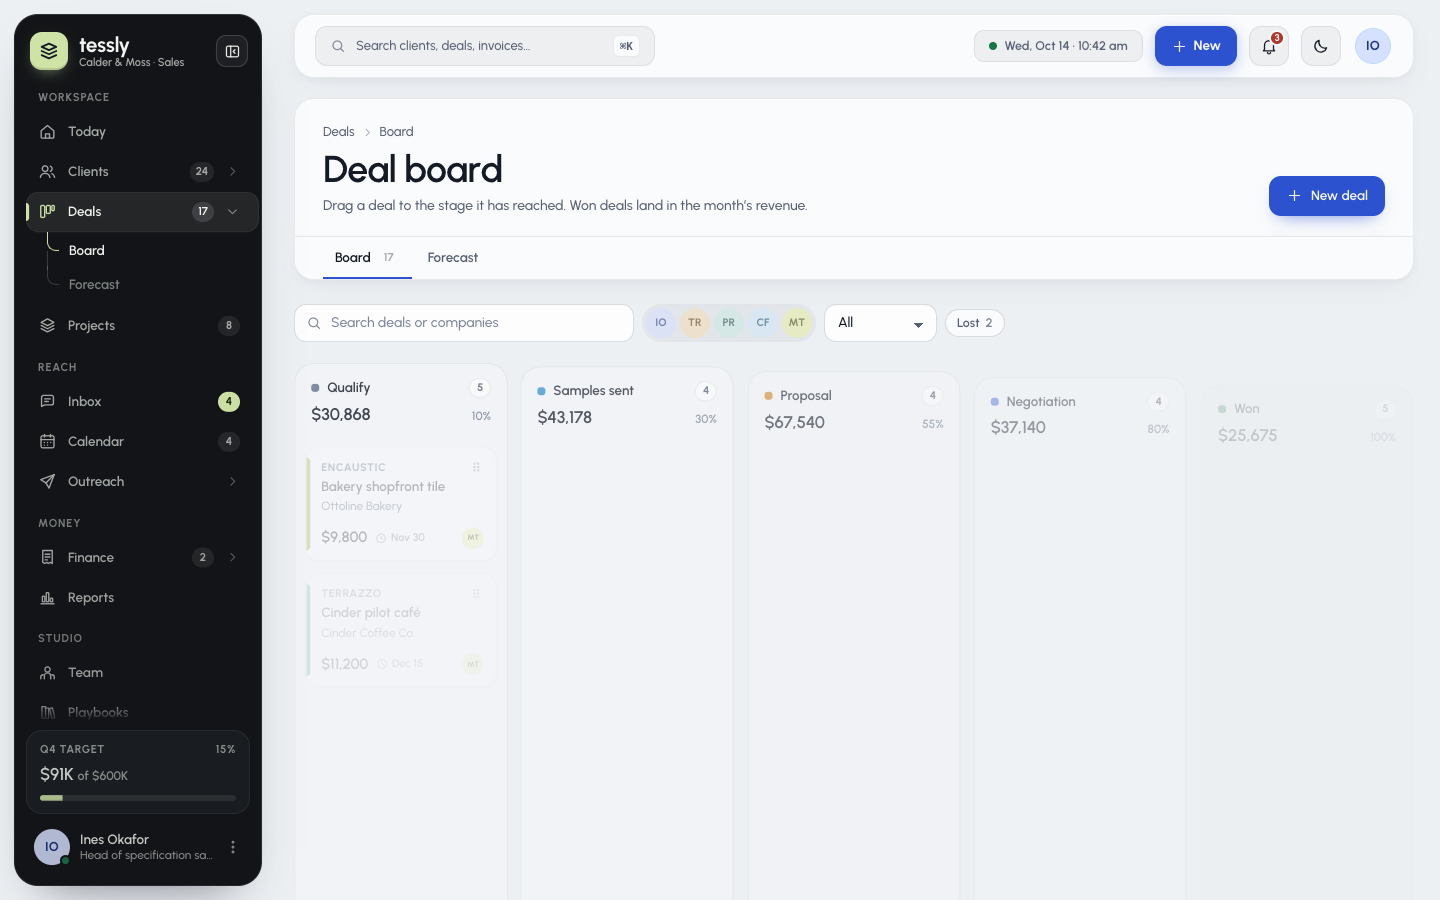 tessly
Calder & Moss · Sales
WORKSPACE
Today
Clients 24
Deals 17
Board
Forecast
Projects 8
REACH
Inbox 4
Calendar 4
Outreach
MONEY
Finance 2
Reports
STUDIO
Team
Playbooks
Q4 TARGET 15%
$91K of $600K
IO Ines Okafor
Head of specification sa...
Search clients, deals, invoices... ⌘K
Wed, Oct 14 · 10:42 am
New
3
IO
Deals > Board
Deal board
Drag a deal to the stage it has reached. Won deals land in the month's revenue.
New deal
Board 17 Forecast
Search deals or companies
IO TR PR CF MT
All
Lost 2
Qualify 5
$30,868 10%
ENCAUSTIC
Bakery shopfront tile
Ottoline Bakery
$9,800 Nov 30 MT
TERRAZZO
Cinder pilot café
Cinder Coffee Co.
$11,200 Dec 15 MT
Samples sent 4
$43,178 30%
Proposal 4
$67,540 55%
Negotiation 4
$37,140 80%
Won 5
$25,675 100%